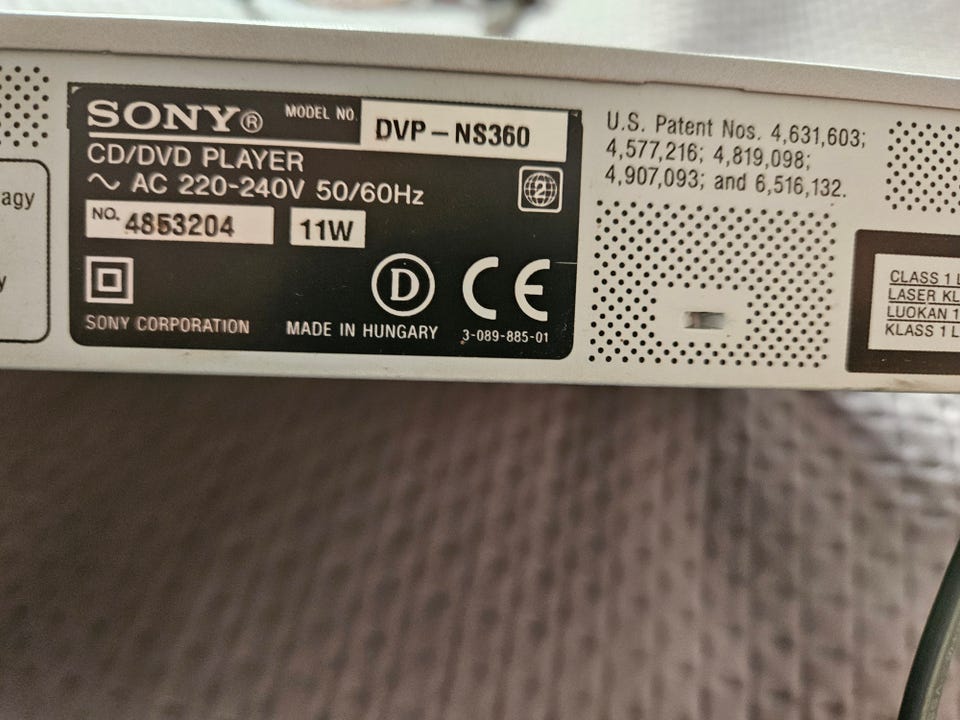 SONY®
MODEL NO.
DVP-NS360
CD/DVD PLAYER
~ AC 220-240V 50/60Hz
2
NO. 4853204
11W
D
CE
SONY CORPORATION
MADE IN HUNGARY
3-089-885-01
U.S. Patent Nos. 4,631,603;
4,577,216; 4,819,098;
4,907,093; and 6,516,132.
agy
y
CLASS 1 L
LASER KL
LUOKAN 1
KLASS 1 L